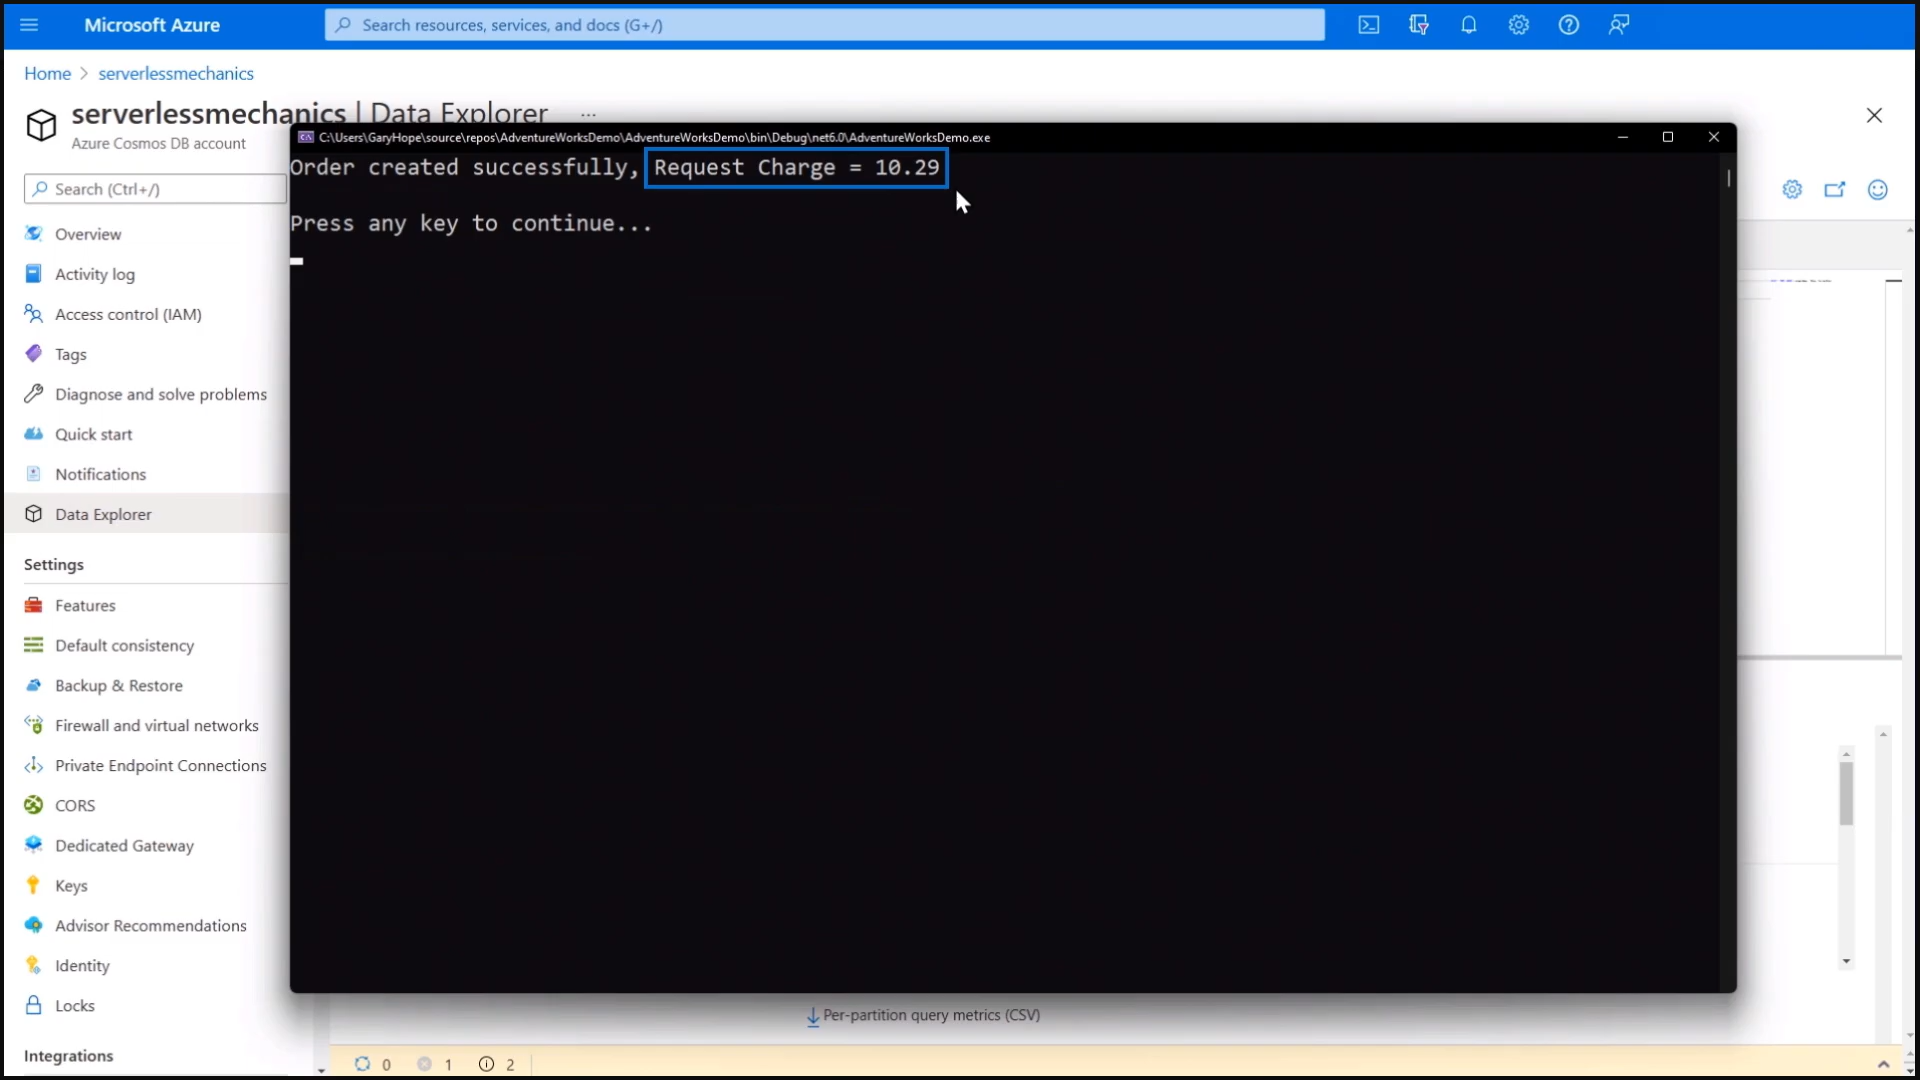 Microsoft Azure
Search resources, services, and docs (G+/)
Home > serverlessmechanics
serverlessmechanics | Data Explorer ...
Azure Cosmos DB account
C:\Users\GaryHope\source\repos\AdventureWorksDemo\AdventureWorksDemo\bin\Debug\net6.0\AdventureWorksDemo.exe
Order created successfully, Request Charge = 10.29
Press any key to continue...
Search (Ctrl+/)
Overview
Activity log
Access control (IAM)
Tags
Diagnose and solve problems
Quick start
Notifications
Data Explorer
Settings
Features
Default consistency
Backup & Restore
Firewall and virtual networks
Private Endpoint Connections
CORS
Dedicated Gateway
Keys
Advisor Recommendations
Identity
Locks
Integrations
Per-partition query metrics (CSV)
0 1 2